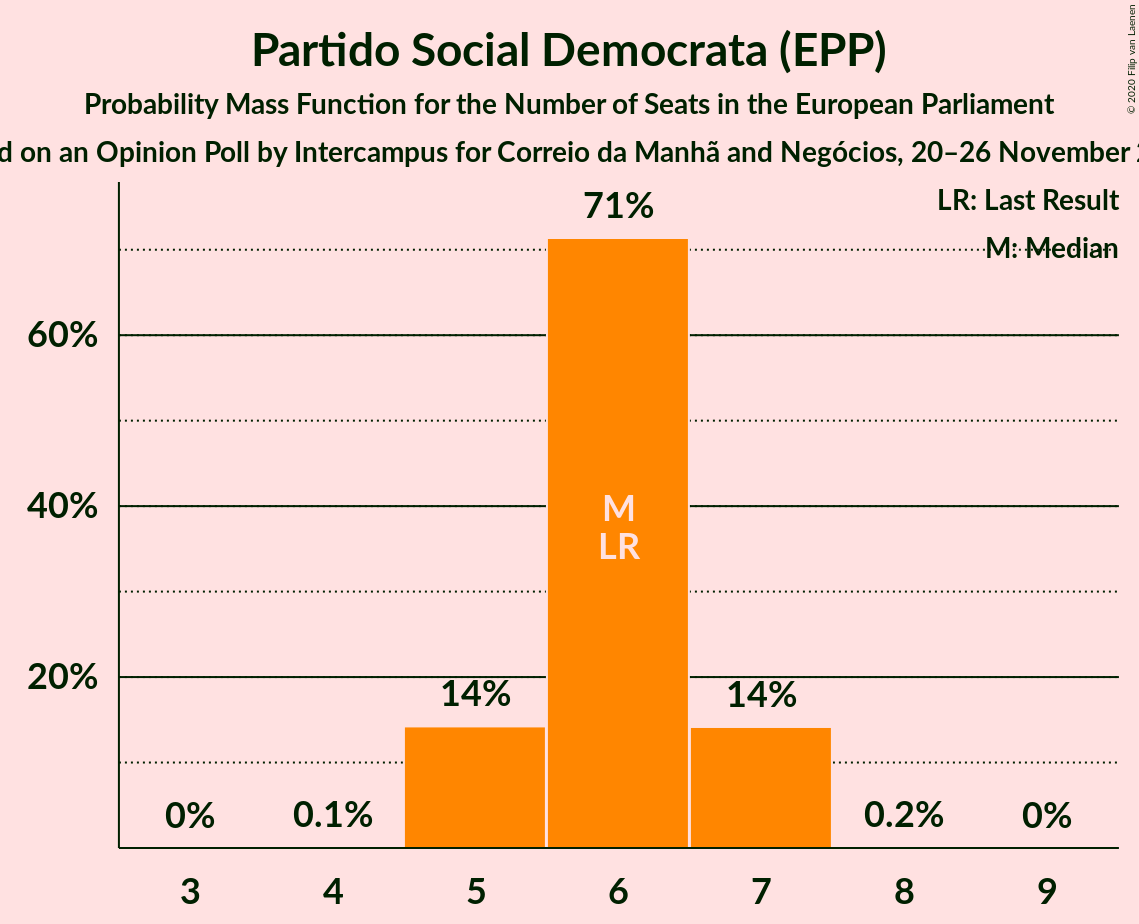 Partido Social Democrata (EPP)
Probability Mass Function for the Number of Seats in the European Parliament
on an Opinion Poll by Intercampus for Correio da Manhã and Negócios, 20–26 November
© 2020 Filip van Laenen
LR: Last Result
M: Median
71%
60%
40%
20%
M
LR
14%
14%
0%
0.1%
0.2%
0%
3 4 5 6 7 8 9